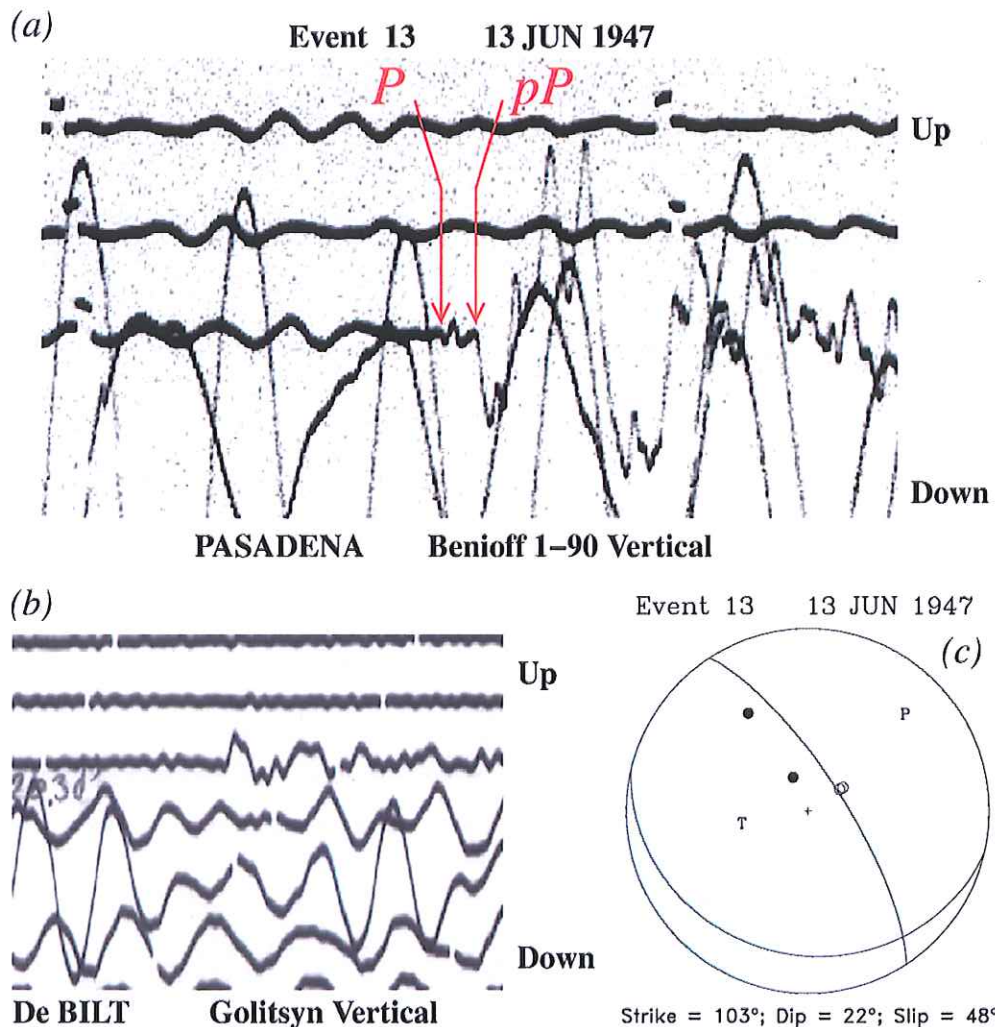 (a)
Event 13 13 JUN 1947
P pP
Up
Down
PASADENA Benioff 1–90 Vertical
(b)
Up
Down
De BILT Golitsyn Vertical
Event 13 13 JUN 1947
(c)
P
T
Strike = 103°; Dip = 22°; Slip = 48°